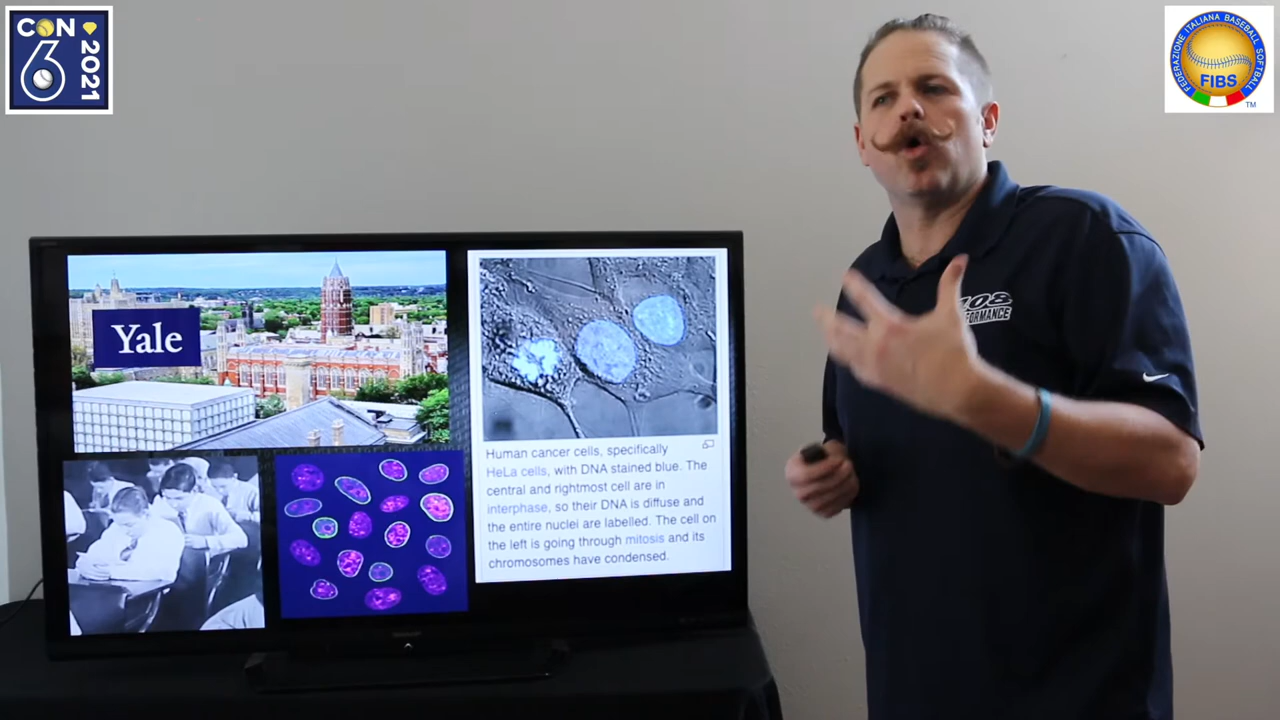 CON
6
2021
FEDERAZIONE ITALIANA BASEBALL SOFTBALL
FIBS
TM
Yale
Human cancer cells, specifically
HeLa cells, with DNA stained blue. The
central and rightmost cell are in
interphase, so their DNA is diffuse and
the entire nuclei are labelled. The cell on
the left is going through mitosis and its
chromosomes have condensed.
108